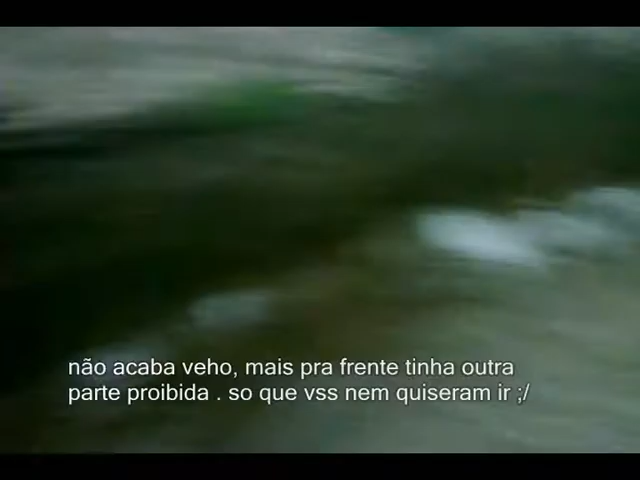 não acaba veho, mais pra frente tinha outra
parte proibida . so que vss nem quiseram ir ;/